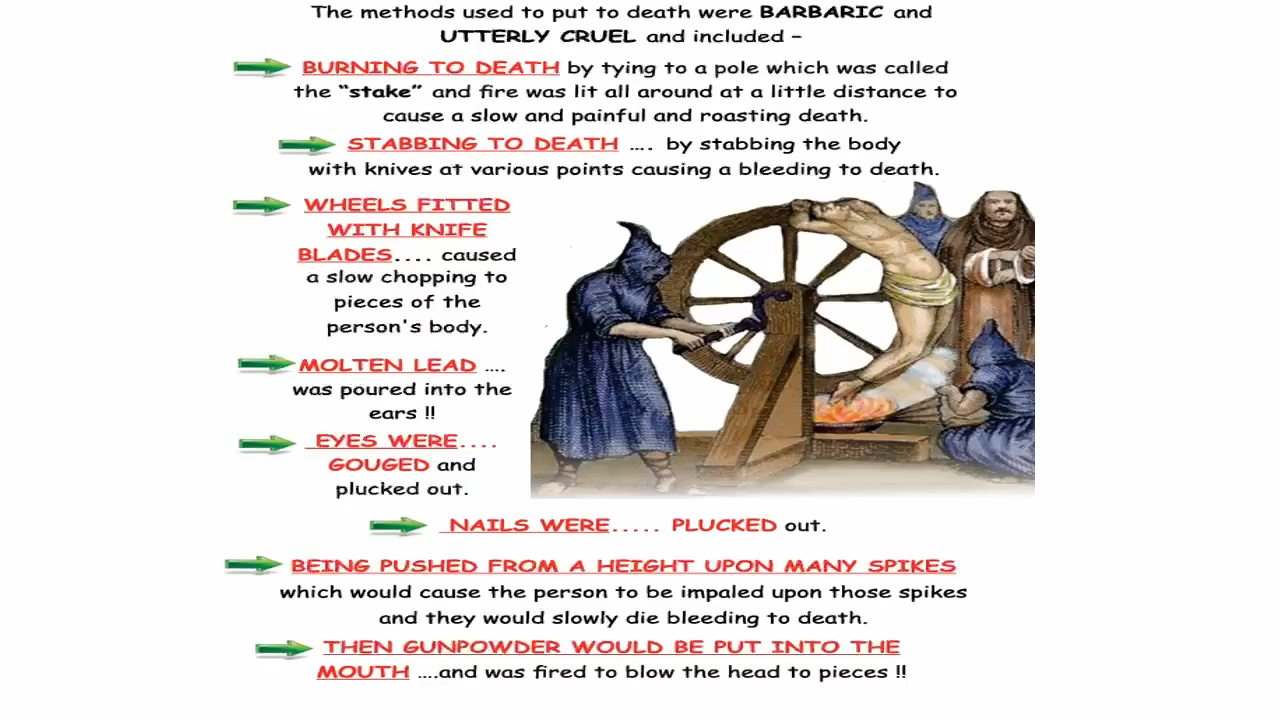 The methods used to put to death were BARBARIC and
UTTERLY CRUEL and included –
BURNING TO DEATH by tying to a pole which was called
the “stake” and fire was lit all around at a little distance to
cause a slow and painful and roasting death.
STABBING TO DEATH .... by stabbing the body
with knives at various points causing a bleeding to death.
WHEELS FITTED
WITH KNIFE
BLADES.... caused
a slow chopping to
pieces of the
person's body.
MOLTEN LEAD ....
was poured into the
ears !!
EYES WERE....
GOUGED and
plucked out.
NAILS WERE..... PLUCKED out.
BEING PUSHED FROM A HEIGHT UPON MANY SPIKES
which would cause the person to be impaled upon those spikes
and they would slowly die bleeding to death.
THEN GUNPOWDER WOULD BE PUT INTO THE
MOUTH ....and was fired to blow the head to pieces !!